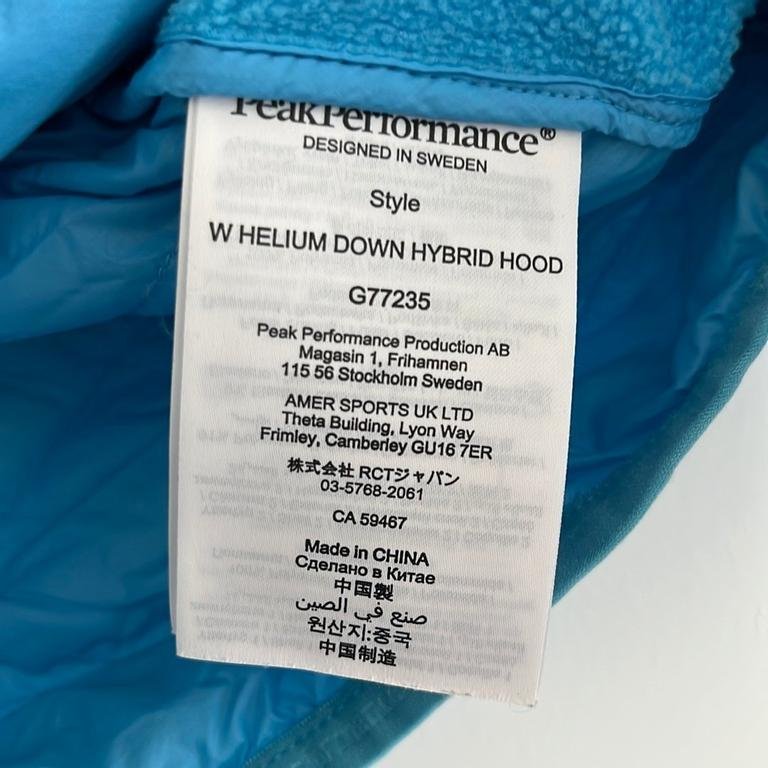 PeakPerformance®
DESIGNED IN SWEDEN
Style
W HELIUM DOWN HYBRID HOOD
G77235
Peak Performance Production AB
Magasin 1, Frihamnen
115 56 Stockholm Sweden
AMER SPORTS UK LTD
Theta Building, Lyon Way
Frimley, Camberley GU16 7ER
株式会社 RCTジャパン
03-5768-2061
CA 59467
Made in CHINA
Сделано в Китае
中国製
صنع في الصين
원산지:중국
中国制造